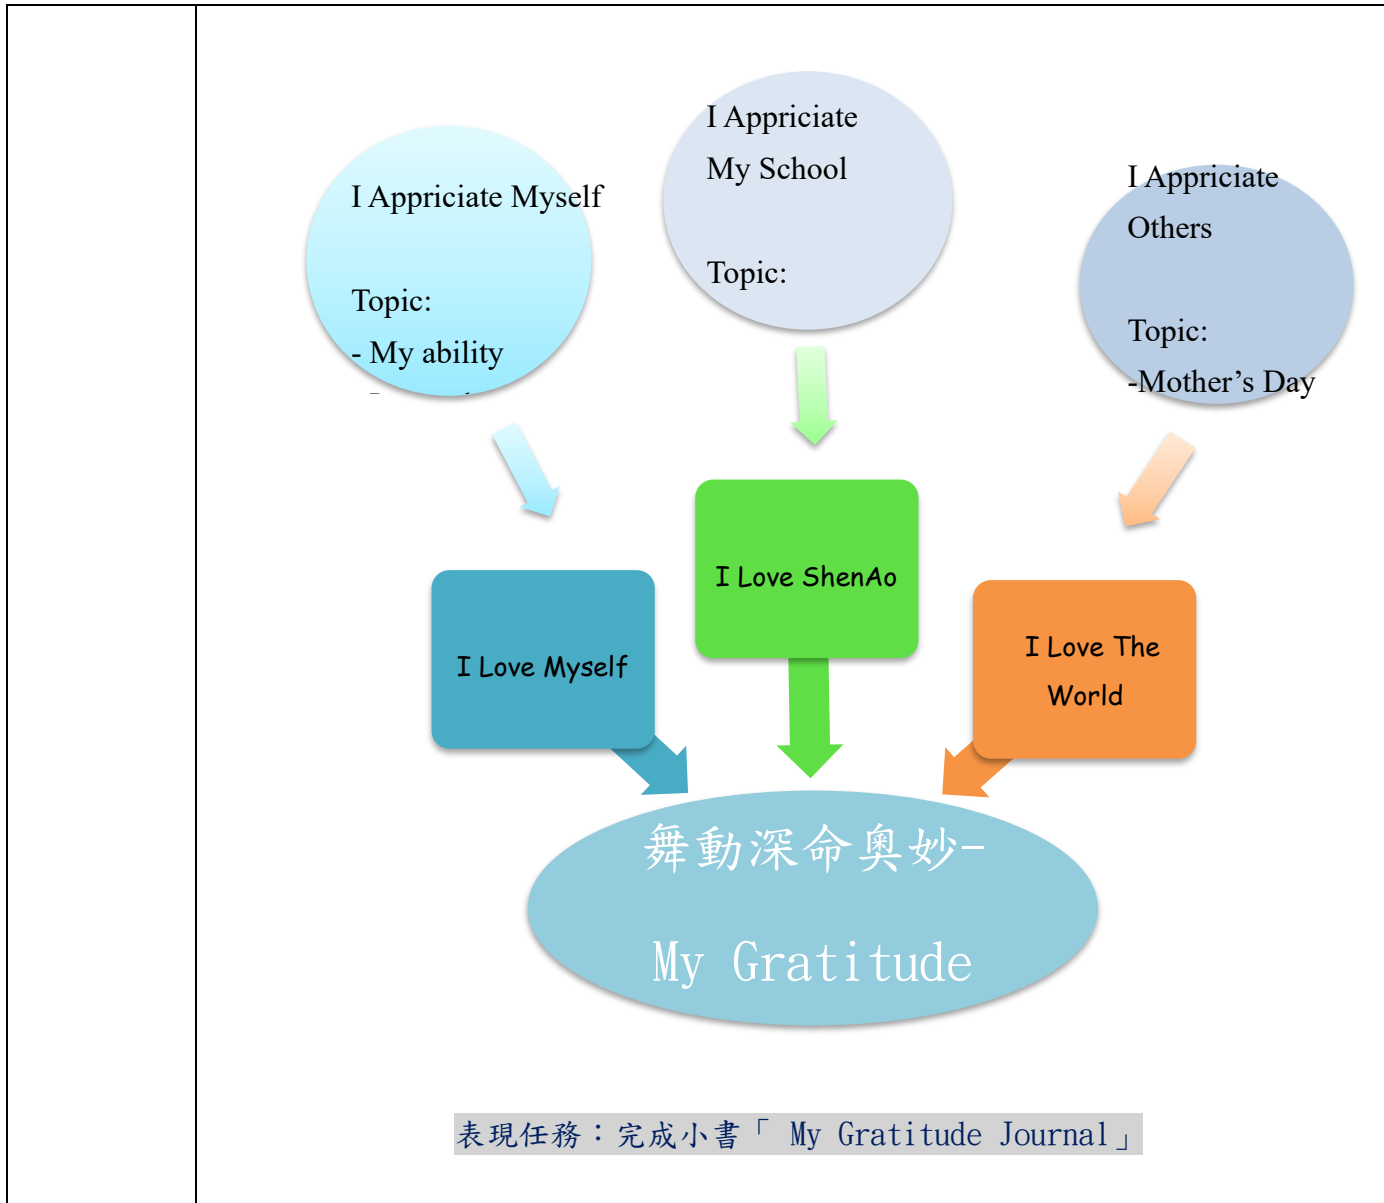 I Appriciate Myself
Topic:
- My ability
I Appriciate
My School
Topic:
I Appriciate
Others
Topic:
-Mother's Day
I Love Myself
I Love ShenAo
I Love The
World
舞動深命奧妙-
My Gratitude
表現任務：完成小書「 My Gratitude Journal」